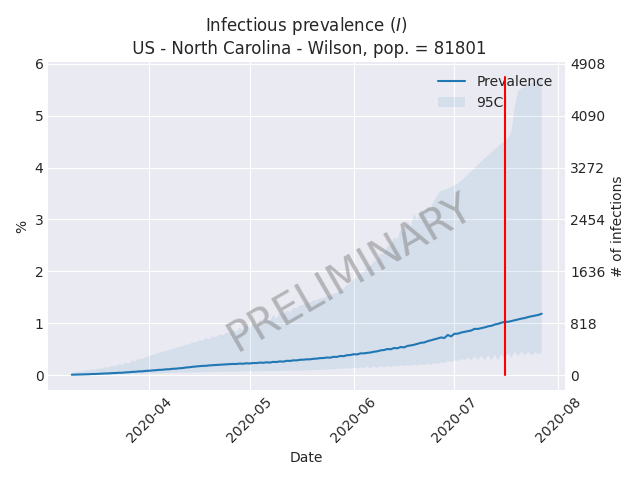 Infectious prevalence (I)
US - North Carolina - Wilson, pop. = 81801
6
5
4
3
2
1
0
%
4908
4090
3272
2454
1636
818
0
# of infections
Prevalence
95C
PRELIMINARY
2020-04
2020-05
2020-06
2020-07
2020-08
Date